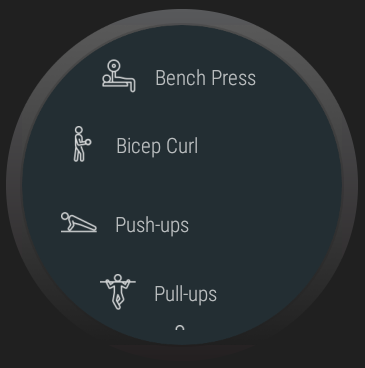 Bench Press
Bicep Curl
Push-ups
Pull-ups